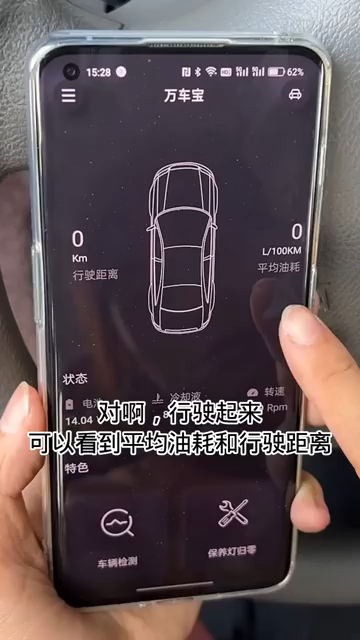 15:28 62%
万车宝
0
Km
行驶距离
0
L/100KM
平均油耗
状态
冷却液
转速
14.04
Rpm
对啊，行驶起来
可以看到平均油耗和行驶距离
特色
车辆检测
保养灯归零